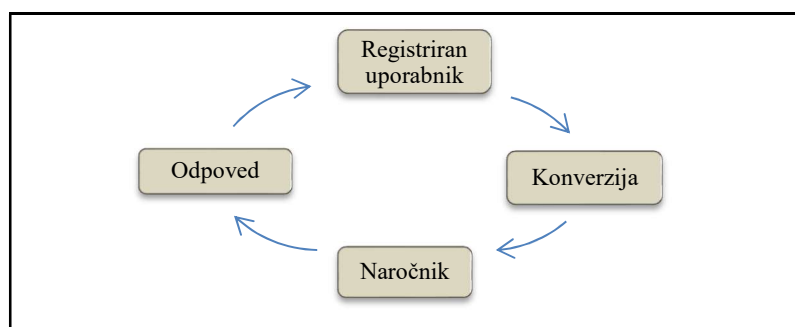 Registriran
uporabnik
Konverzija
Naročnik
Odpoved